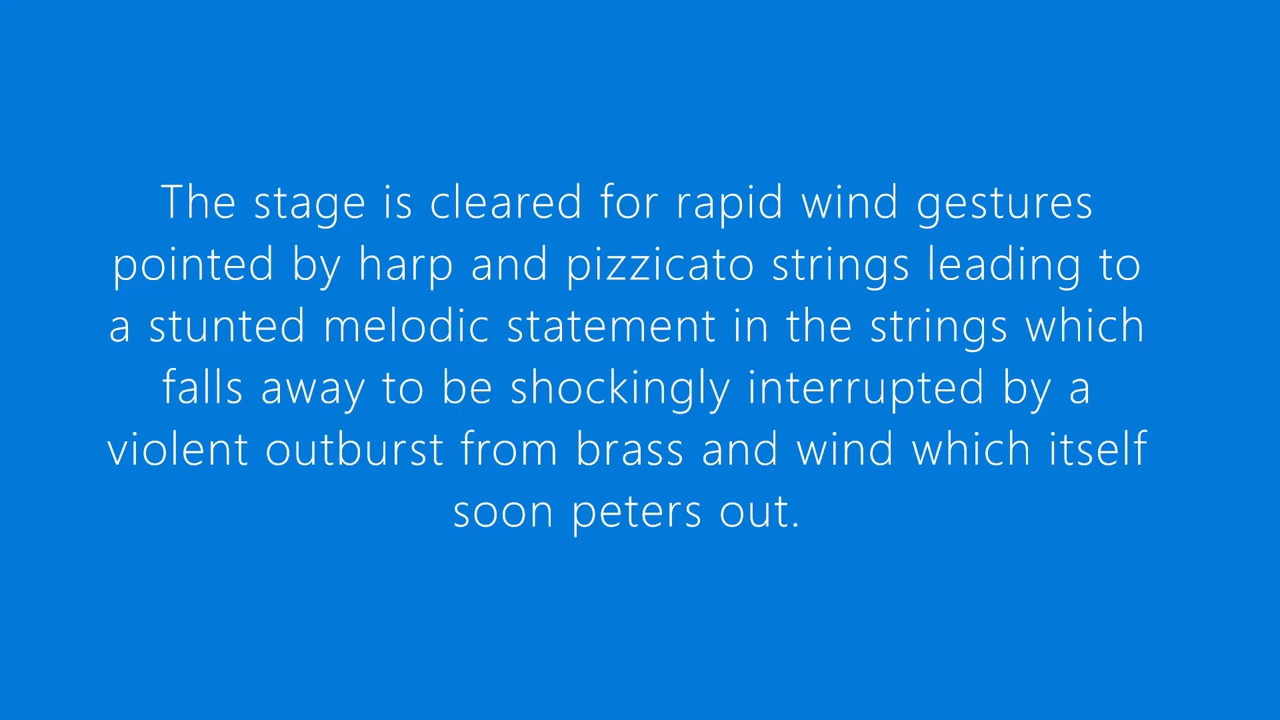 The stage is cleared for rapid wind gestures
pointed by harp and pizzicato strings leading to
a stunted melodic statement in the strings which
falls away to be shockingly interrupted by a
violent outburst from brass and wind which itself
soon peters out.